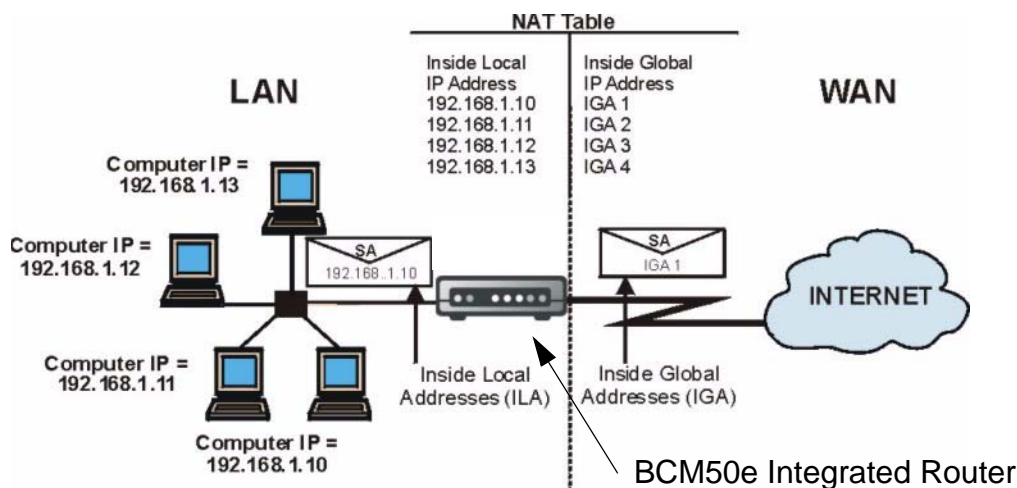 NAT Table
Inside Local
IP Address
192.168.1.10
192.168.1.11
192.168.1.12
192.168.1.13
Inside Global
IP Address
IGA 1
IGA 2
IGA 3
IGA 4
LAN
WAN
Computer IP =
192.168.1.13
Computer IP =
192.168.1.12
Computer IP =
192.168.1.11
Computer IP =
192.168.1.10
SA
192.168..1.10
SA
IGA 1
INTERNET
Inside Local
Addresses (ILA)
Inside Global
Addresses (IGA)
BCM50e Integrated Router